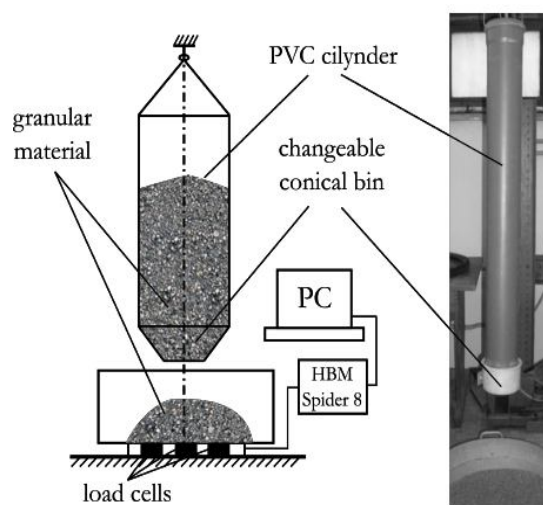 PVC cilynder
granular
material
changeable
conical bin
PC
HBM
Spider 8
load cells